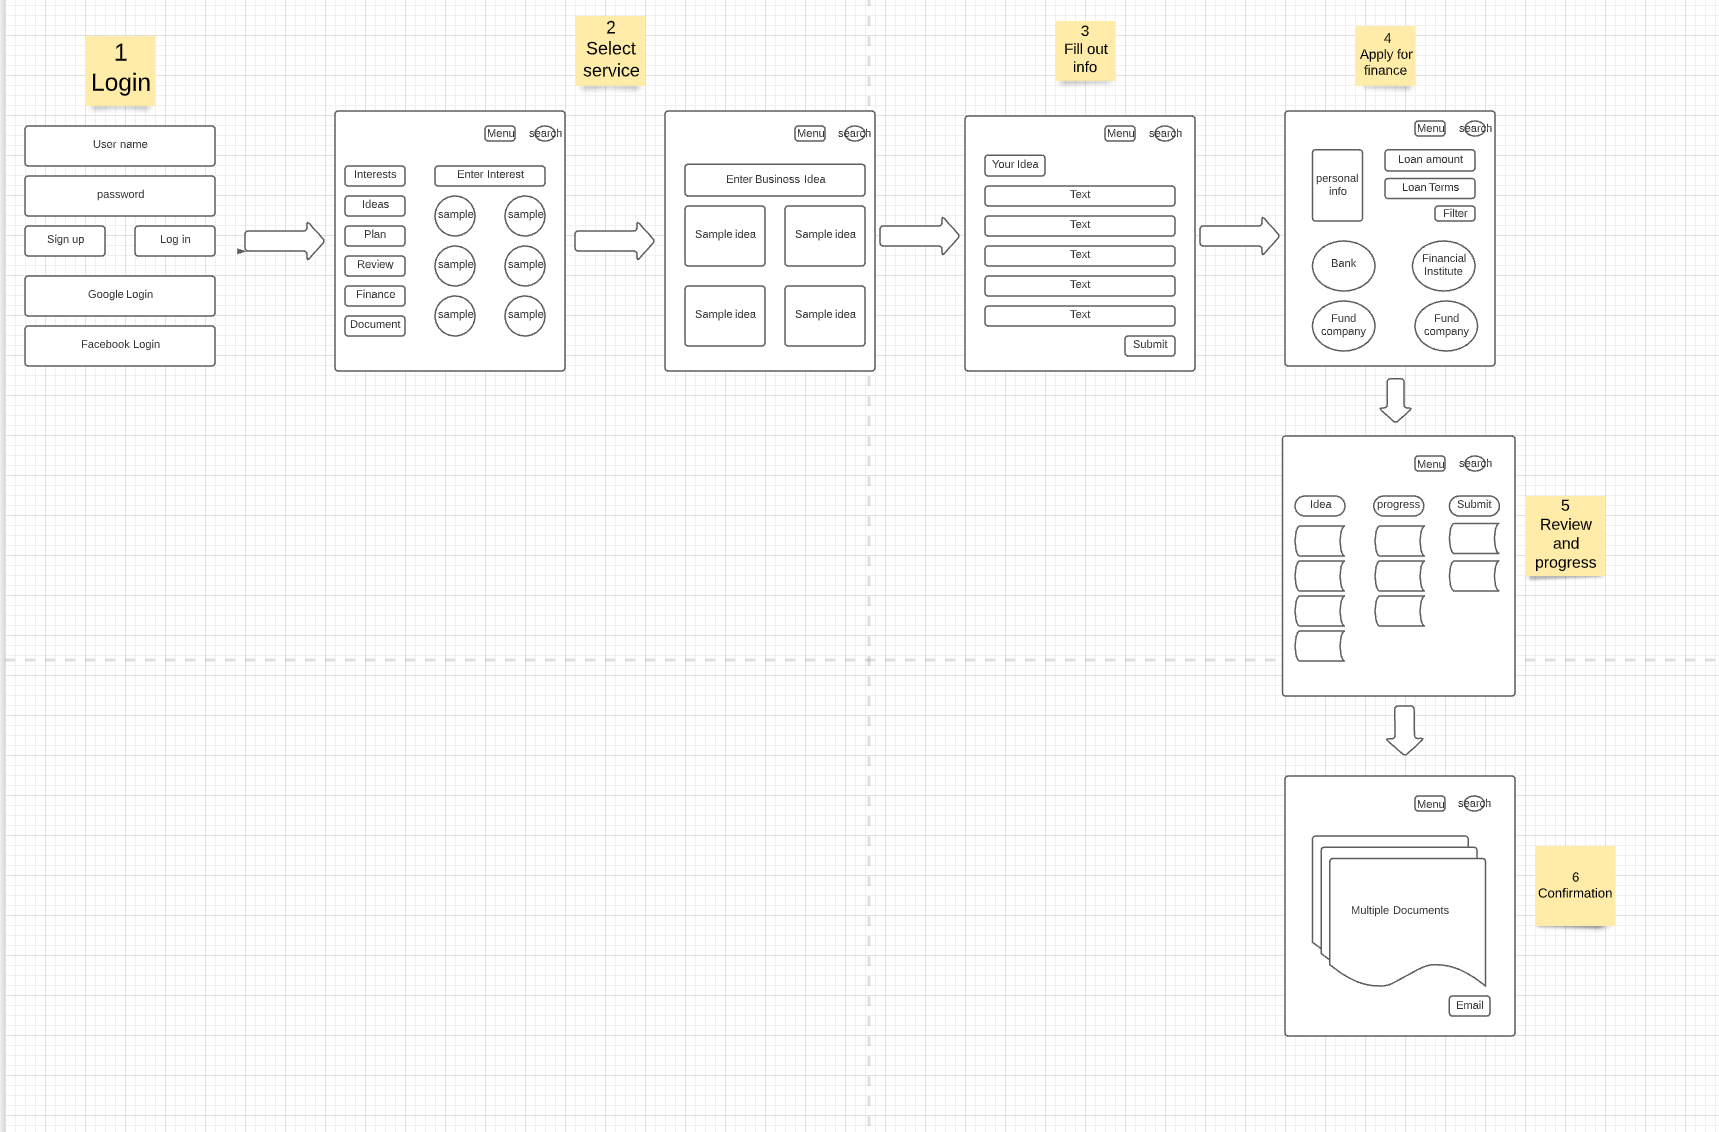 1
Login
User name
password
Sign up
Log in
Google Login
Facebook Login
2
Select
service
Menu
search
Interests
Ideas
Plan
Review
Finance
Document
Enter Interest
sample
sample
sample
sample
sample
sample
Menu
search
Enter Business Idea
Sample idea
Sample idea
Sample idea
Sample idea
3
Fill out
info
Menu
search
Your Idea
Text
Text
Text
Text
Text
Submit
4
Apply for
finance
Menu
search
personal
info
Loan amount
Loan Terms
Filter
Bank
Financial
Institute
Fund
company
Fund
company
5
Review
and
progress
Menu
search
Idea
progress
Submit
6
Confirmation
Menu
search
Multiple Documents
Email